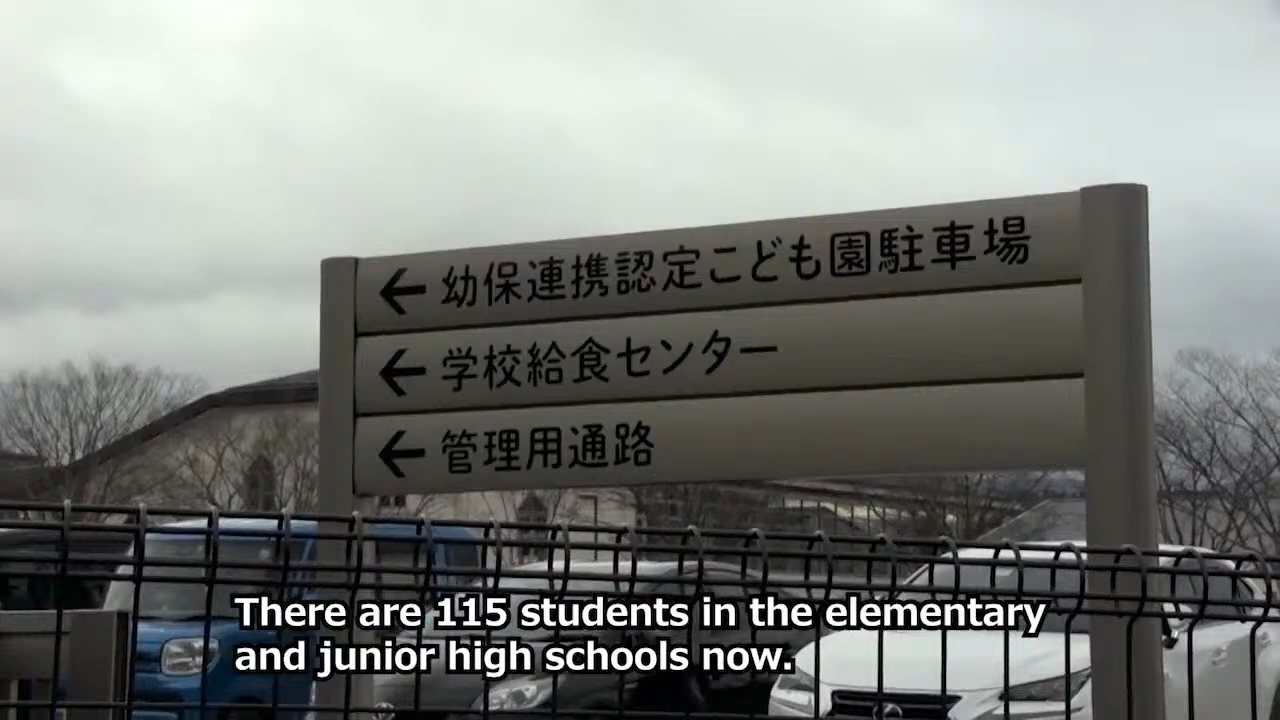 ← 幼保連携認定こども園駐車場
← 学校給食センター
← 管理用通路
There are 115 students in the elementary
and junior high schools now.